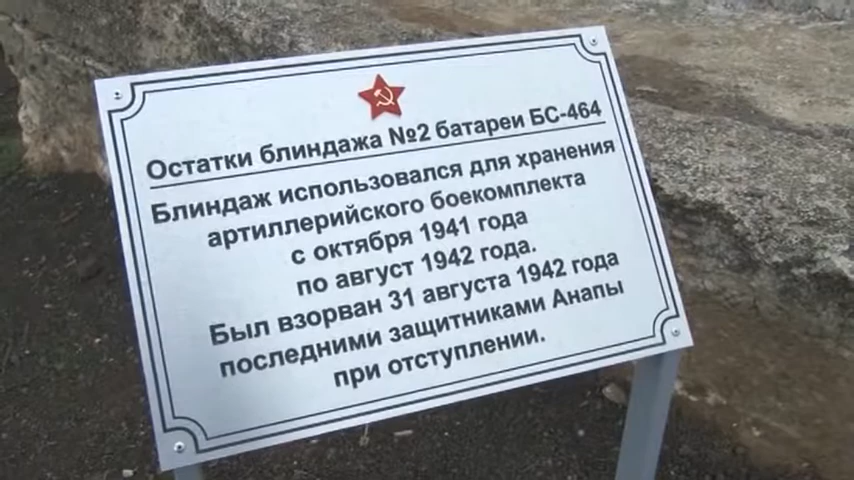 Остатки блиндажа №2 батареи БС-464
Блиндаж использовался для хранения
артиллерийского боекомплекта
с октября 1941 года
по август 1942 года.
Был взорван 31 августа 1942 года
последними защитниками Анапы
при отступлении.